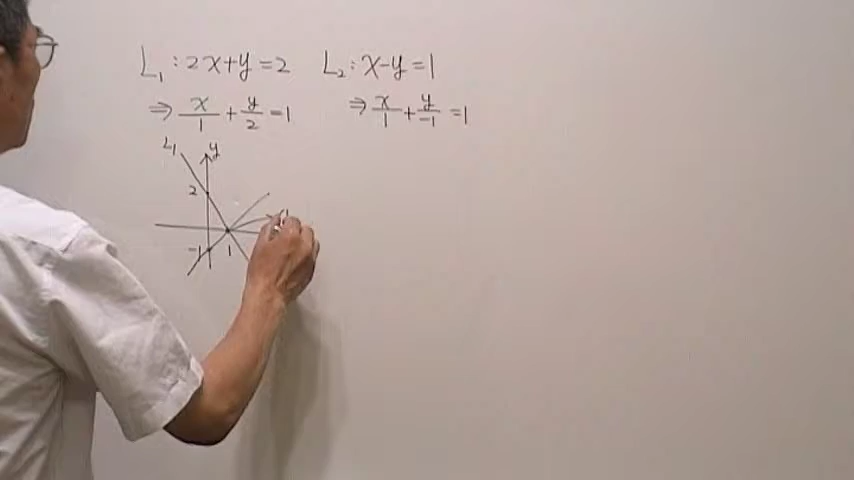 L₁ : 2x+y=2 L₂ : x-y=1
⇒ x/1 + y/2 = 1 ⇒ x/1 + y/-1 = 1
L₁ y
2
-1 1